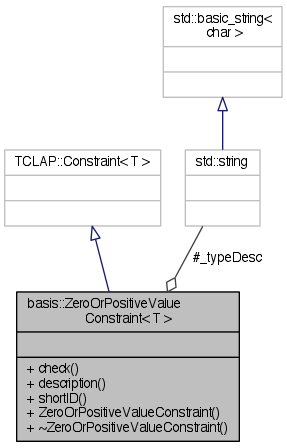 std::basic_string<
char >
TCLAP::Constraint< T >
std::string
#_typeDesc
basis::ZeroOrPositiveValue
Constraint< T >
+ check()
+ description()
+ shortID()
+ ZeroOrPositiveValueConstraint()
+ ~ZeroOrPositiveValueConstraint()